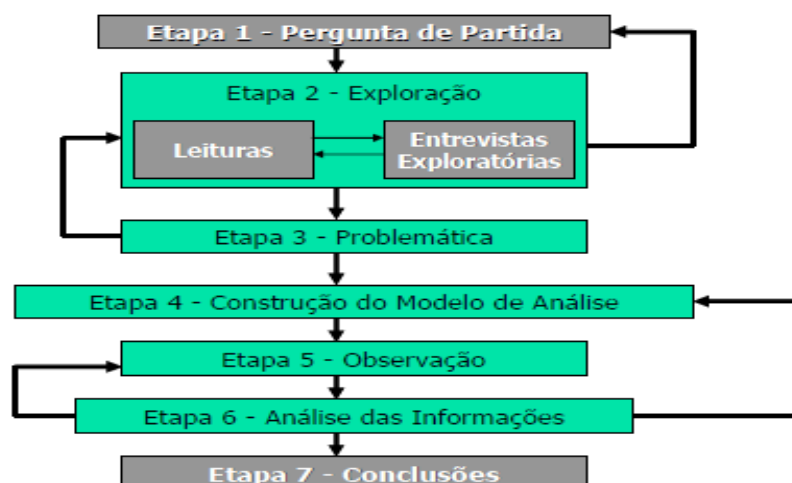 Etapa 1 - Pergunta de Partida
Etapa 2 - Exploração
Leituras
Entrevistas
Exploratórias
Etapa 3 - Problemática
Etapa 4 - Construção do Modelo de Análise
Etapa 5 - Observação
Etapa 6 - Análise das Informações
Etapa 7 - Conclusões